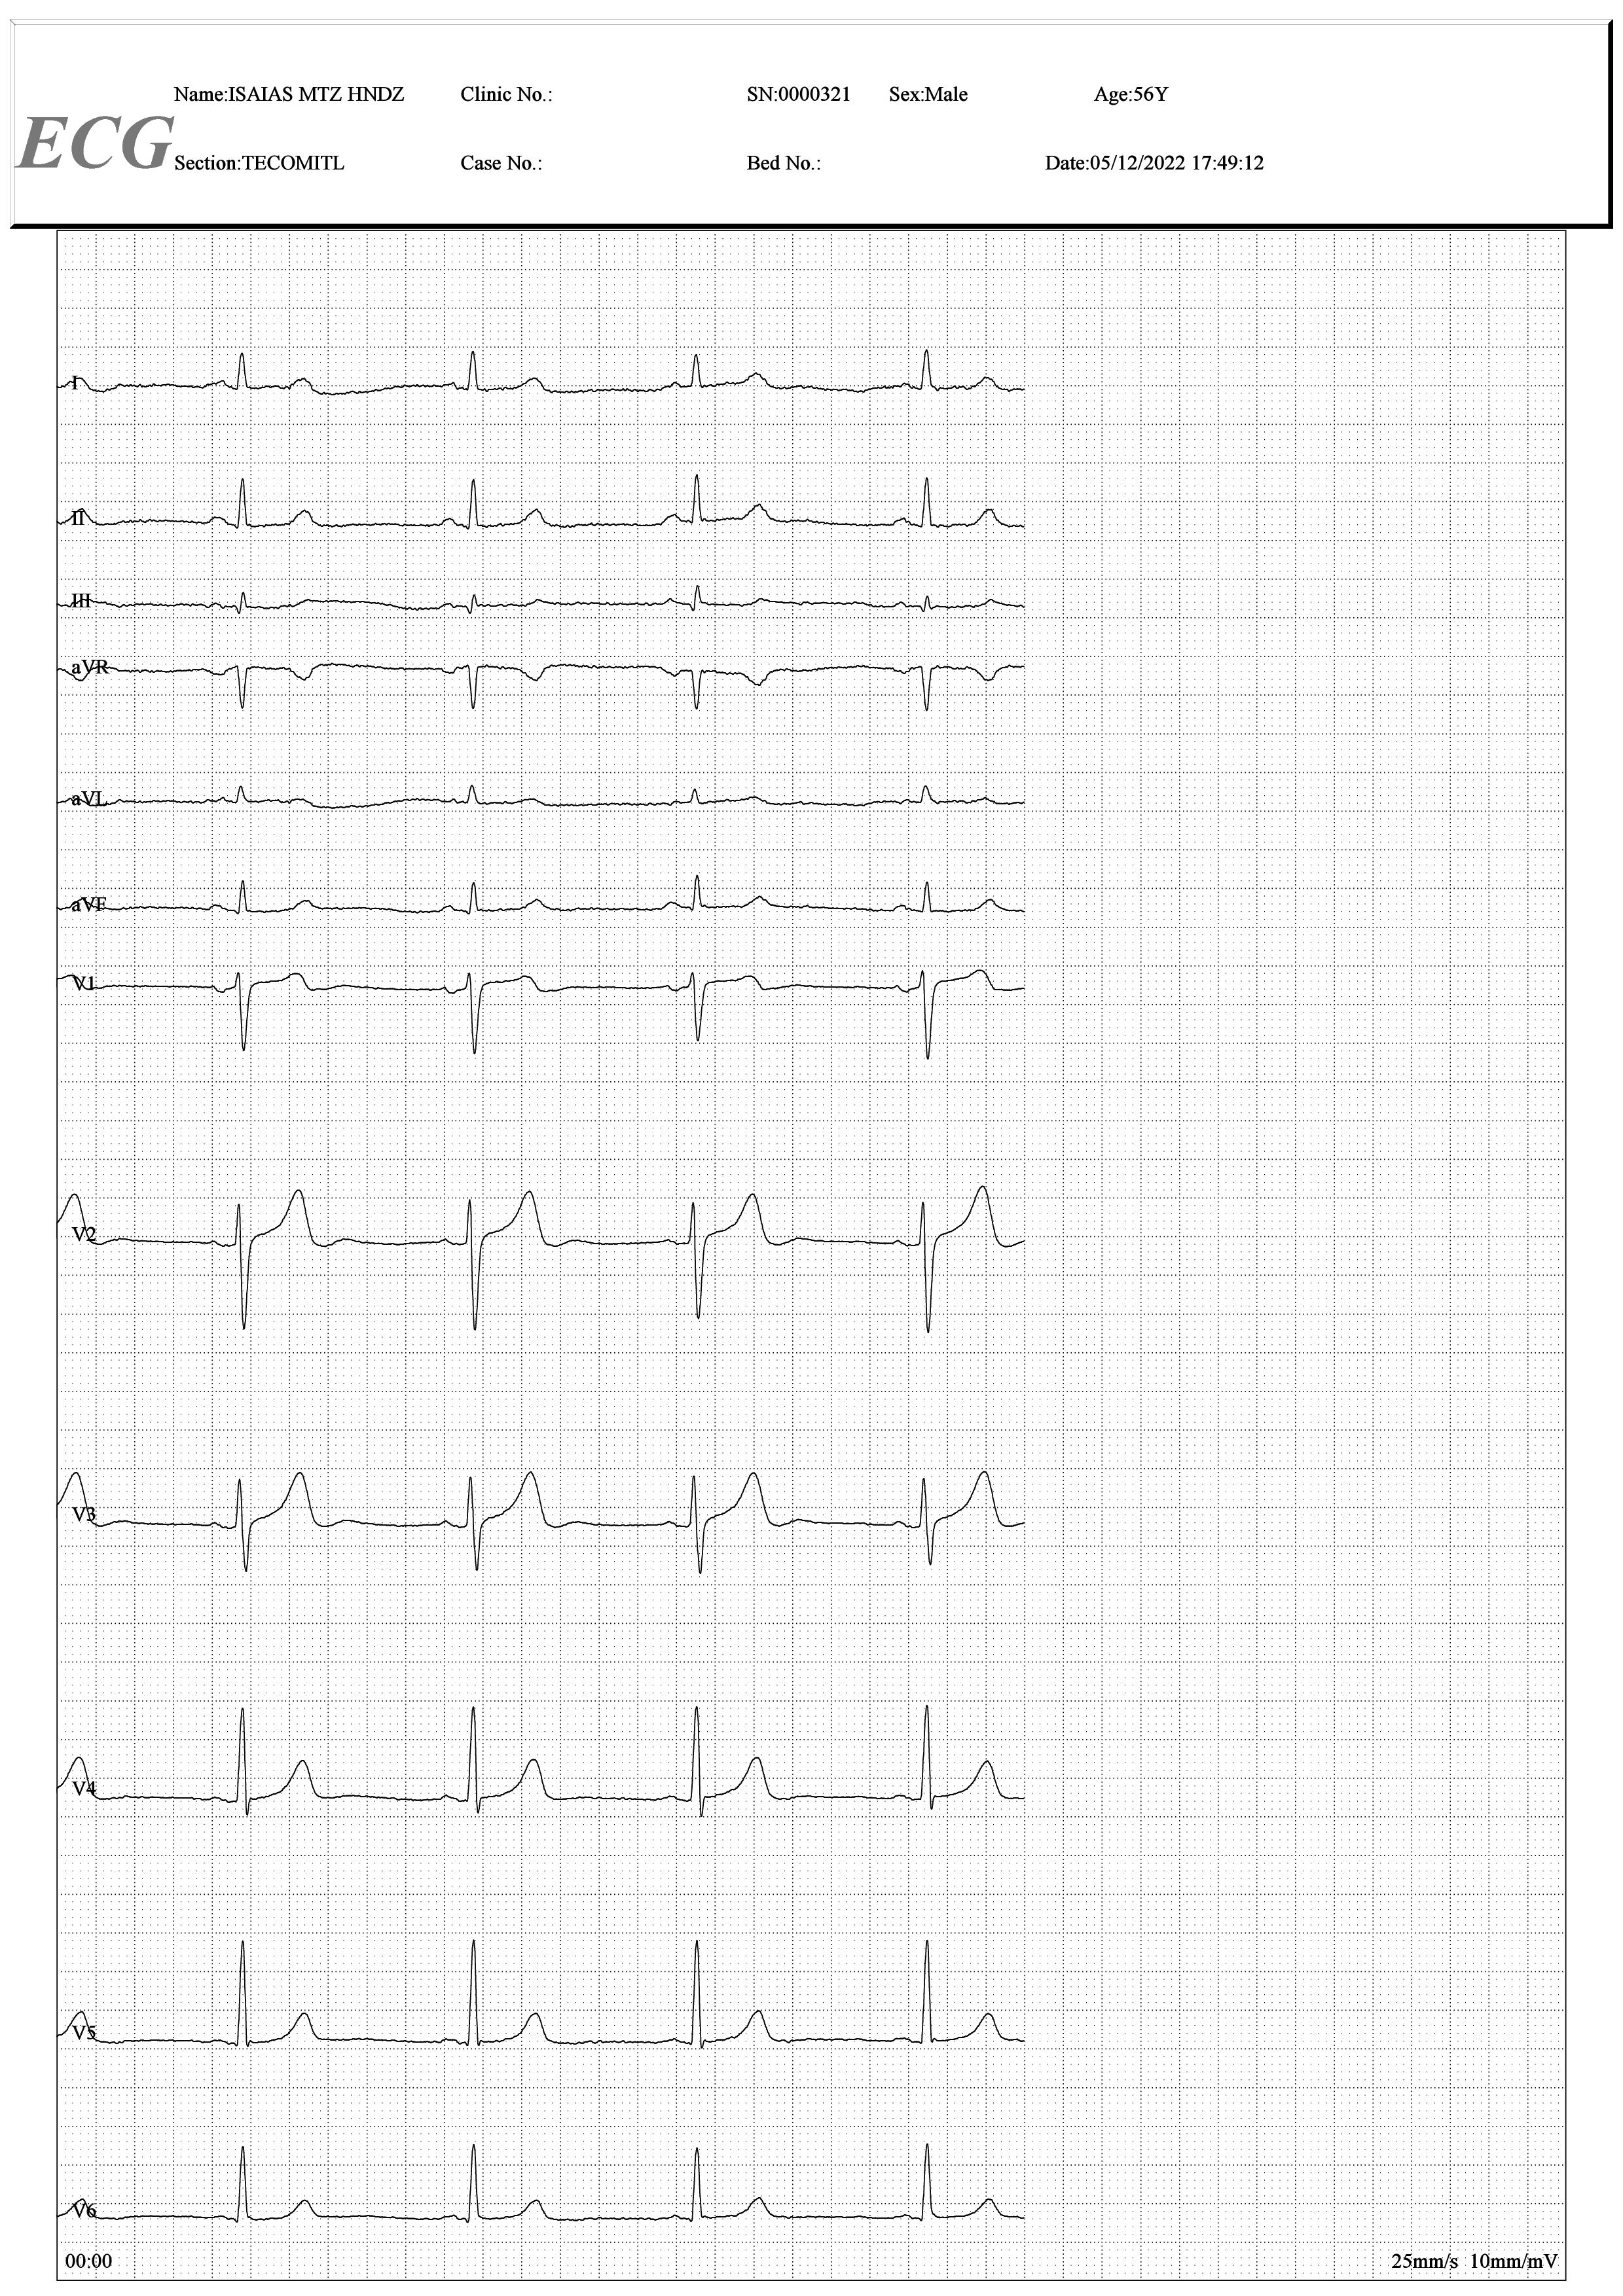 Name:ISAIAS MTZ HNDZ Clinic No.: SN:0000321 Sex:Male Age:56Y
ECG
Section:TECOMITL Case No.: Bed No.: Date:05/12/2022 17:49:12
I
II
III
aVR
aVL
aVF
V1
V2
V3
V4
V5
V6
00:00 25mm/s 10mm/mV